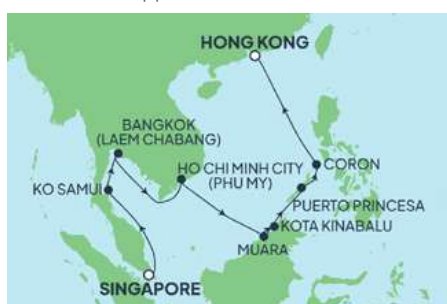 HONG KONG
BANGKOK
(LAEM CHABANG)
HO CHI MINH CITY
(PHU MY)
CORON
KO SAMUI
PUERTO PRINCESA
KOTA KINABALU
MUARA
SINGAPORE